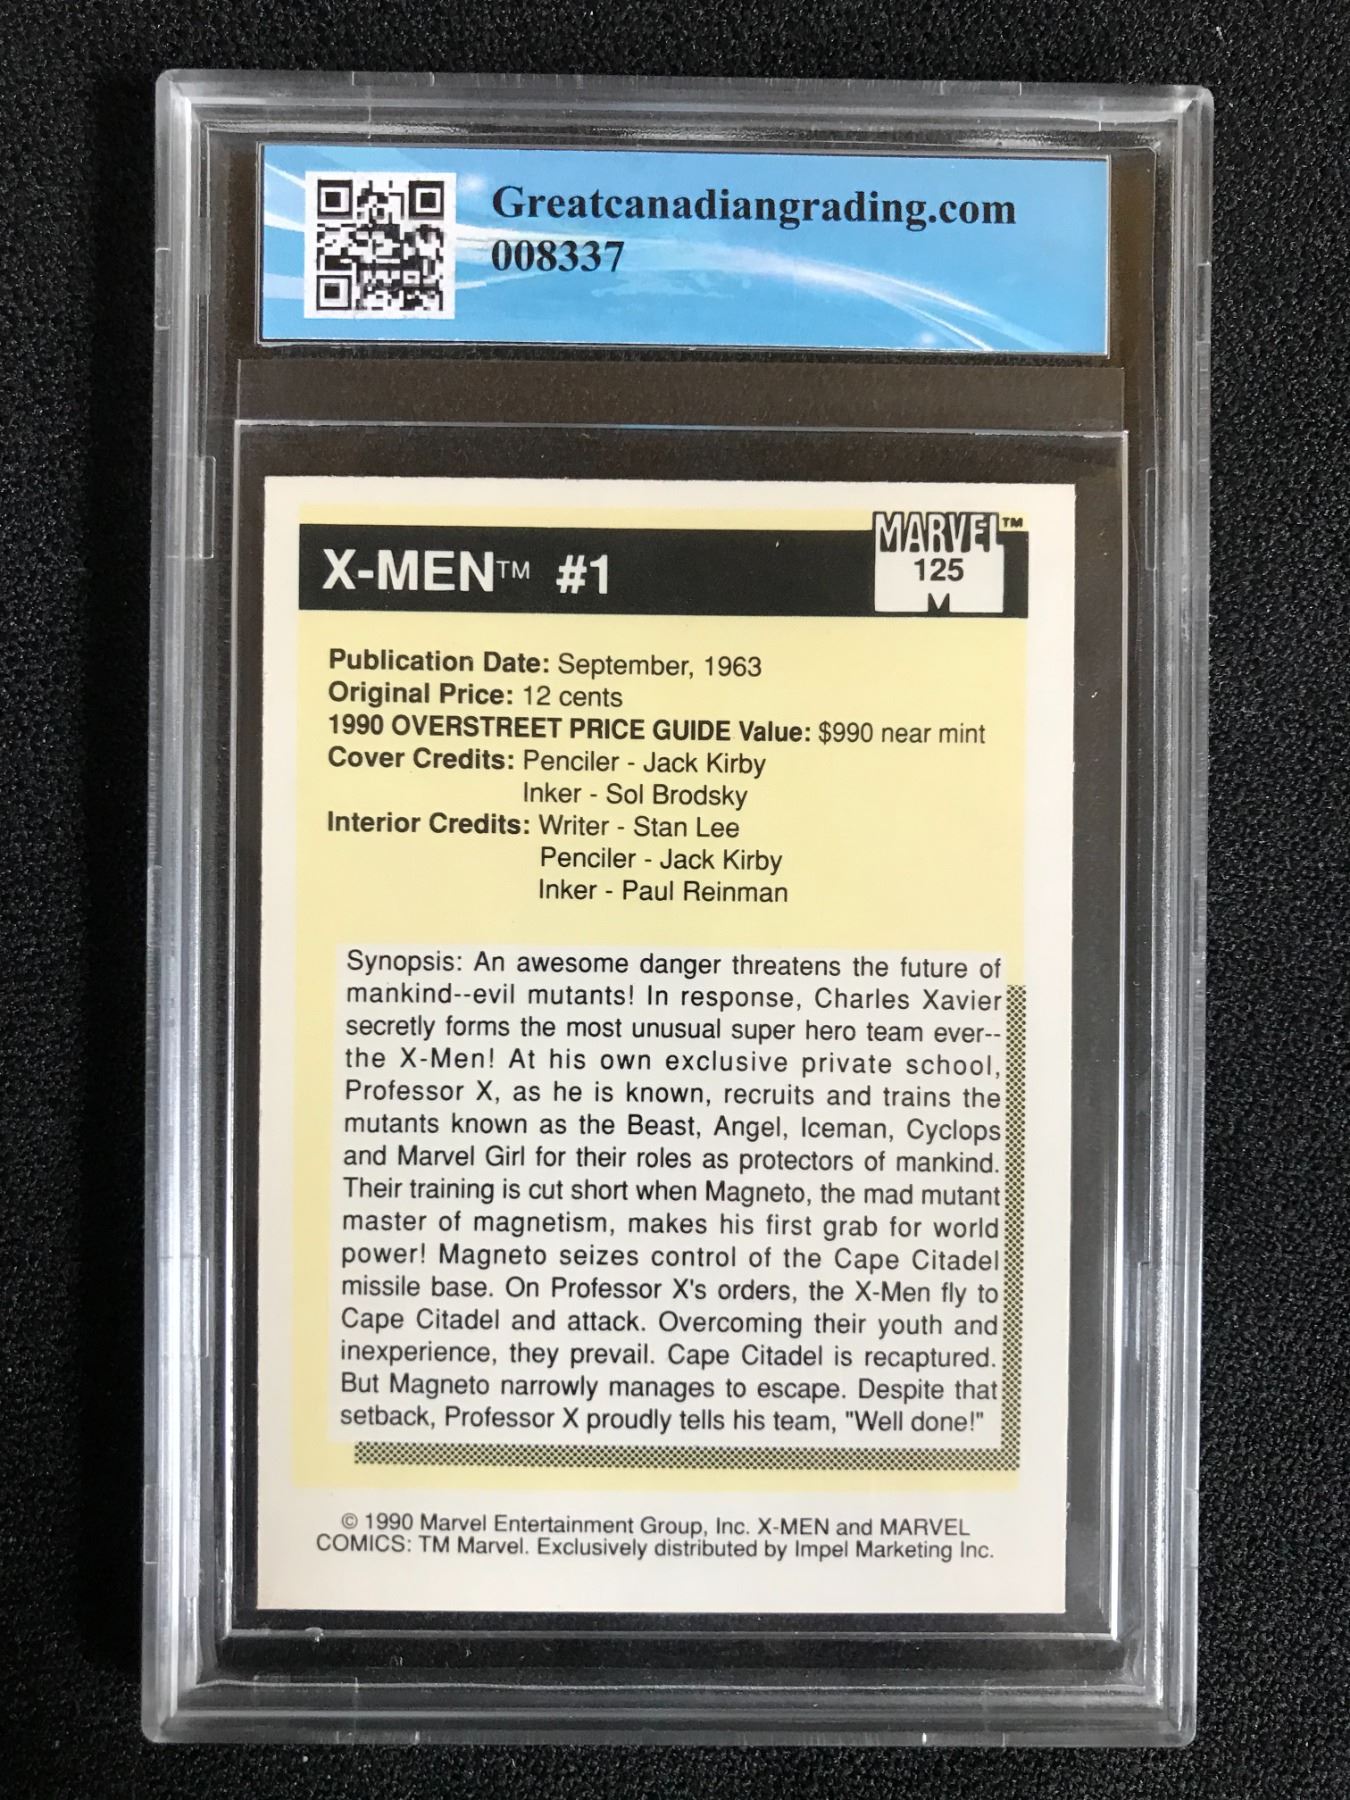 Greatcanadiangrading.com
008337
X-MEN™ #1
MARVEL™
125
Publication Date: September, 1963
Original Price: 12 cents
1990 OVERSTREET PRICE GUIDE Value: $990 near mint
Cover Credits: Penciler - Jack Kirby
Inker - Sol Brodsky
Interior Credits: Writer - Stan Lee
Penciler - Jack Kirby
Inker - Paul Reinman
Synopsis: An awesome danger threatens the future of
mankind--evil mutants! In response, Charles Xavier
secretly forms the most unusual super hero team ever--
the X-Men! At his own exclusive private school,
Professor X, as he is known, recruits and trains the
mutants known as the Beast, Angel, Iceman, Cyclops
and Marvel Girl for their roles as protectors of mankind.
Their training is cut short when Magneto, the mad mutant
master of magnetism, makes his first grab for world
power! Magneto seizes control of the Cape Citadel
missile base. On Professor X's orders, the X-Men fly to
Cape Citadel and attack. Overcoming their youth and
inexperience, they prevail. Cape Citadel is recaptured.
But Magneto narrowly manages to escape. Despite that
setback, Professor X proudly tells his team, "Well done!"
© 1990 Marvel Entertainment Group, Inc. X-MEN and MARVEL
COMICS: TM Marvel. Exclusively distributed by Impel Marketing Inc.